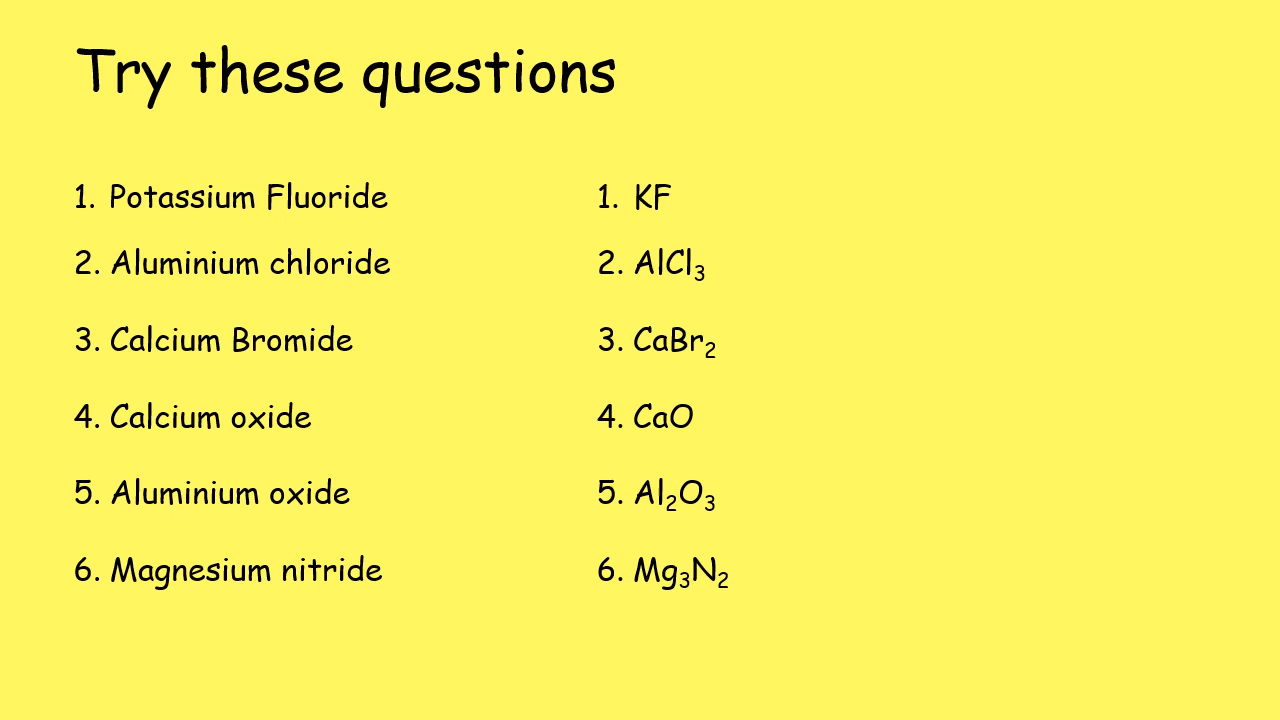 Try these questions
1. Potassium Fluoride
2. Aluminium chloride
3. Calcium Bromide
4. Calcium oxide
5. Aluminium oxide
6. Magnesium nitride
1. KF
2. AlCl₃
3. CaBr₂
4. CaO
5. Al₂O₃
6. Mg₃N₂